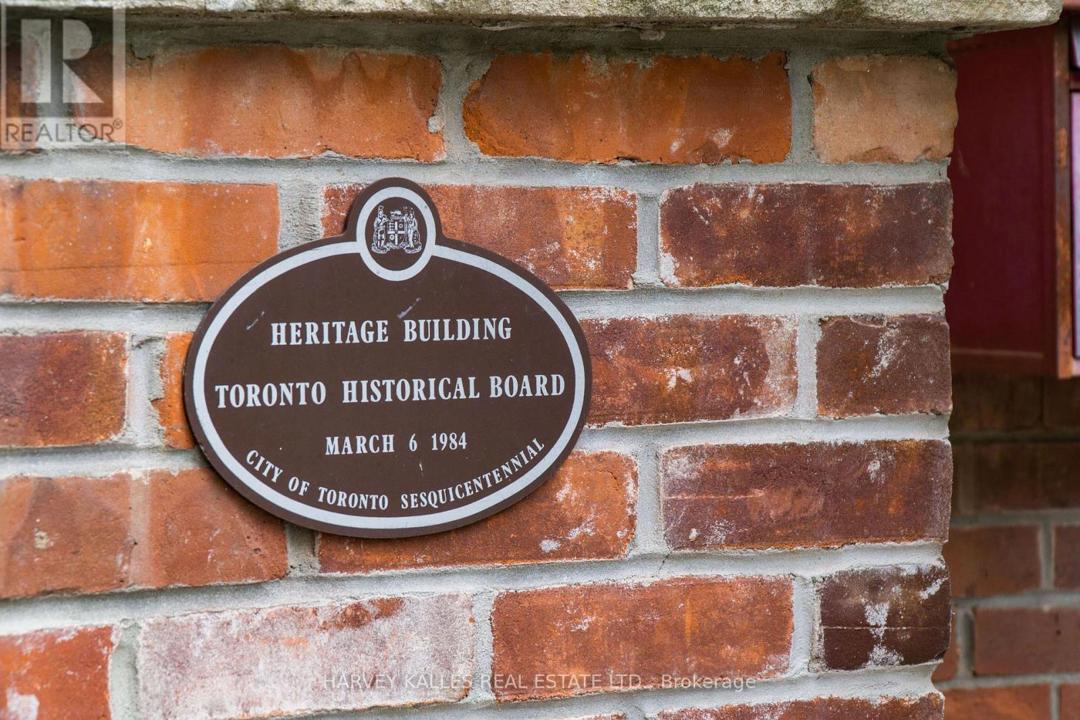 REALTOR®
HERITAGE BUILDING
TORONTO HISTORICAL BOARD
MARCH 6 1984
CITY OF TORONTO SESQUICENTENNIAL
HARVEY KALLES REAL ESTATE LTD., Brokerage